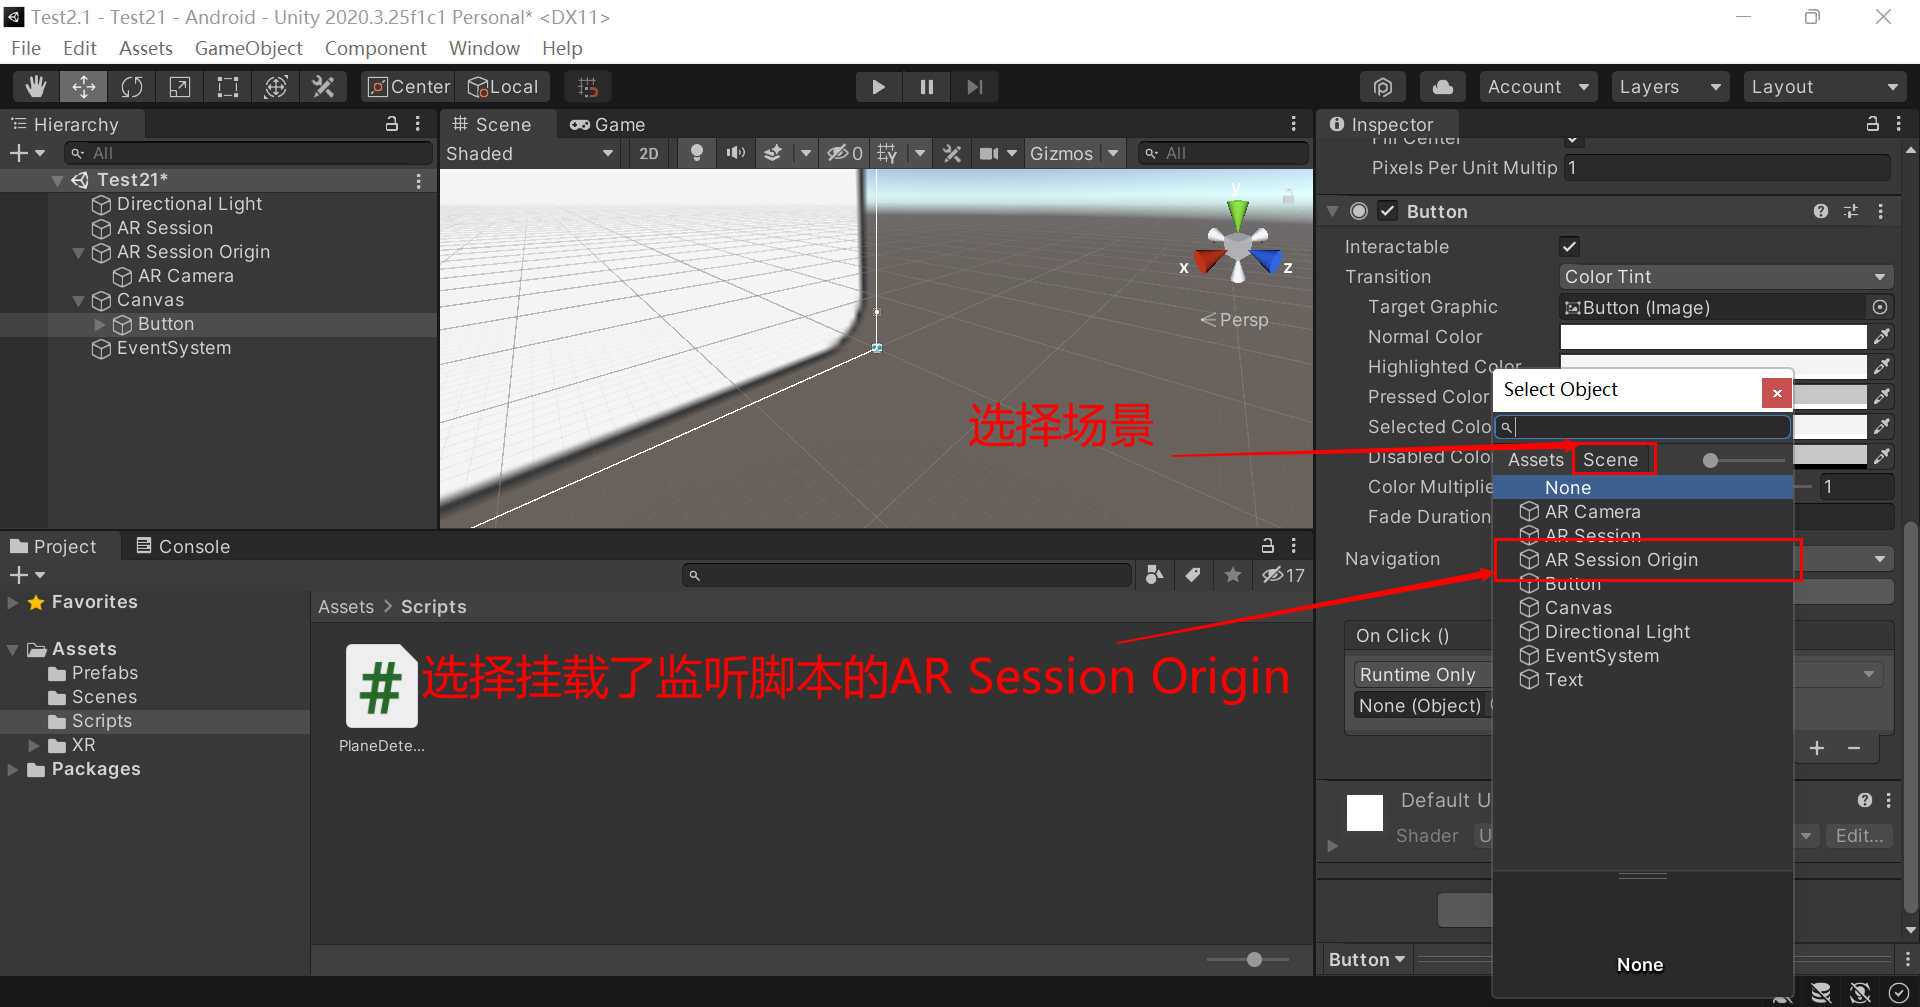 Test2.1 - Test21 - Android - Unity 2020.3.25f1c1 Personal* <DX11>
File Edit Assets GameObject Component Window Help
Center Local Account Layers Layout
Hierarchy
All
Test21*
Directional Light
AR Session
AR Session Origin
AR Camera
Canvas
Button
EventSystem
Scene Game
Shaded 2D 0 Gizmos All
y
x
z
Persp
选择场景
Project Console
17
Favorites
Assets
Prefabs
Scenes
Scripts
XR
Packages
Assets > Scripts
#
PlaneDete...
选择挂载了监听脚本的AR Session Origin
Inspector
Fill Center
Pixels Per Unit Multip 1
Button
Interactable
Transition Color Tint
Target Graphic Button (Image)
Normal Color
Highlighted Color
Pressed Color
Selected Colo
Disabled Colo
Color Multiplie 1
Fade Duration
Navigation
On Click ()
Runtime Only
None (Object)
+ −
Default U
Shader U Edit...
Button
Select Object
x
Assets Scene
None
AR Camera
AR Session
AR Session Origin
Button
Canvas
Directional Light
EventSystem
Text
None